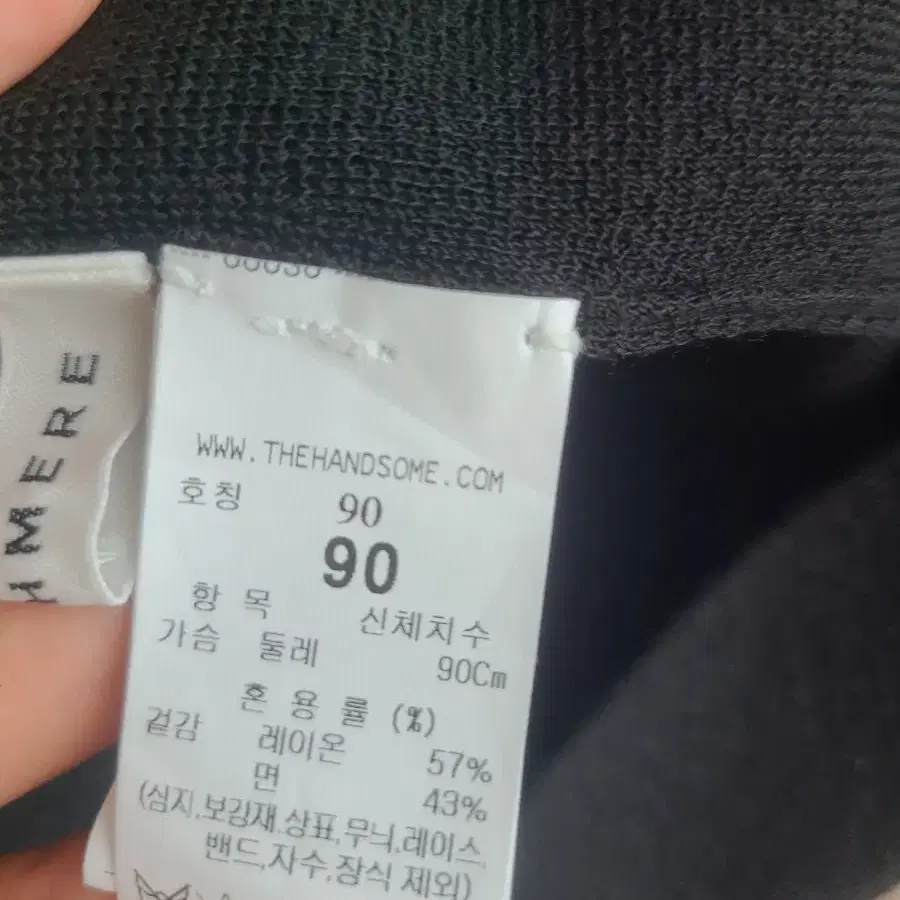 MERE
WWW.THEHANDSOME.COM
호칭 90
90
항 목 신체치수
가슴 둘레 90Cm
혼 용 률 (%)
겉감 레이온 57%
면 43%
(심지,보김재,상표,무늬,레이스,
밴드,자수,장식 제외)